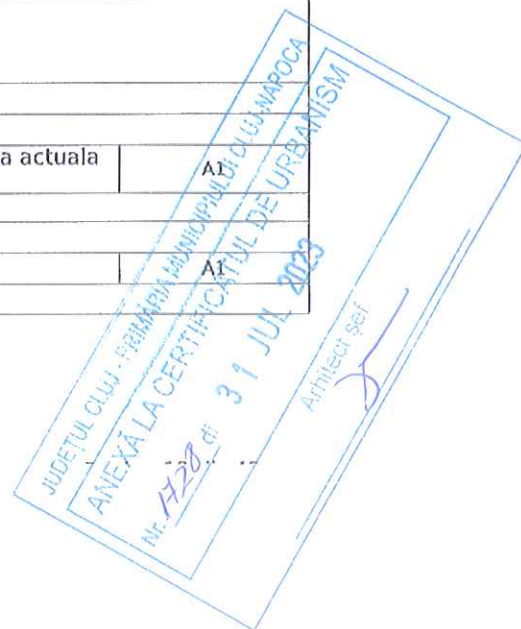 a actuala
A1
A1
JUDEȚUL CLUJ - PRIMĂRIA MUNICIPIULUI CLUJ-NAPOCA
ANEXĂ LA CERTIFICATUL DE URBANISM
Nr. 1728 di 31 JUL 2023
Arhitect șef